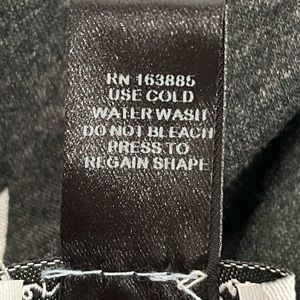 RN 163885
USE COLD
WATER WASH
DO NOT BLEACH
PRESS TO
REGAIN SHAPE